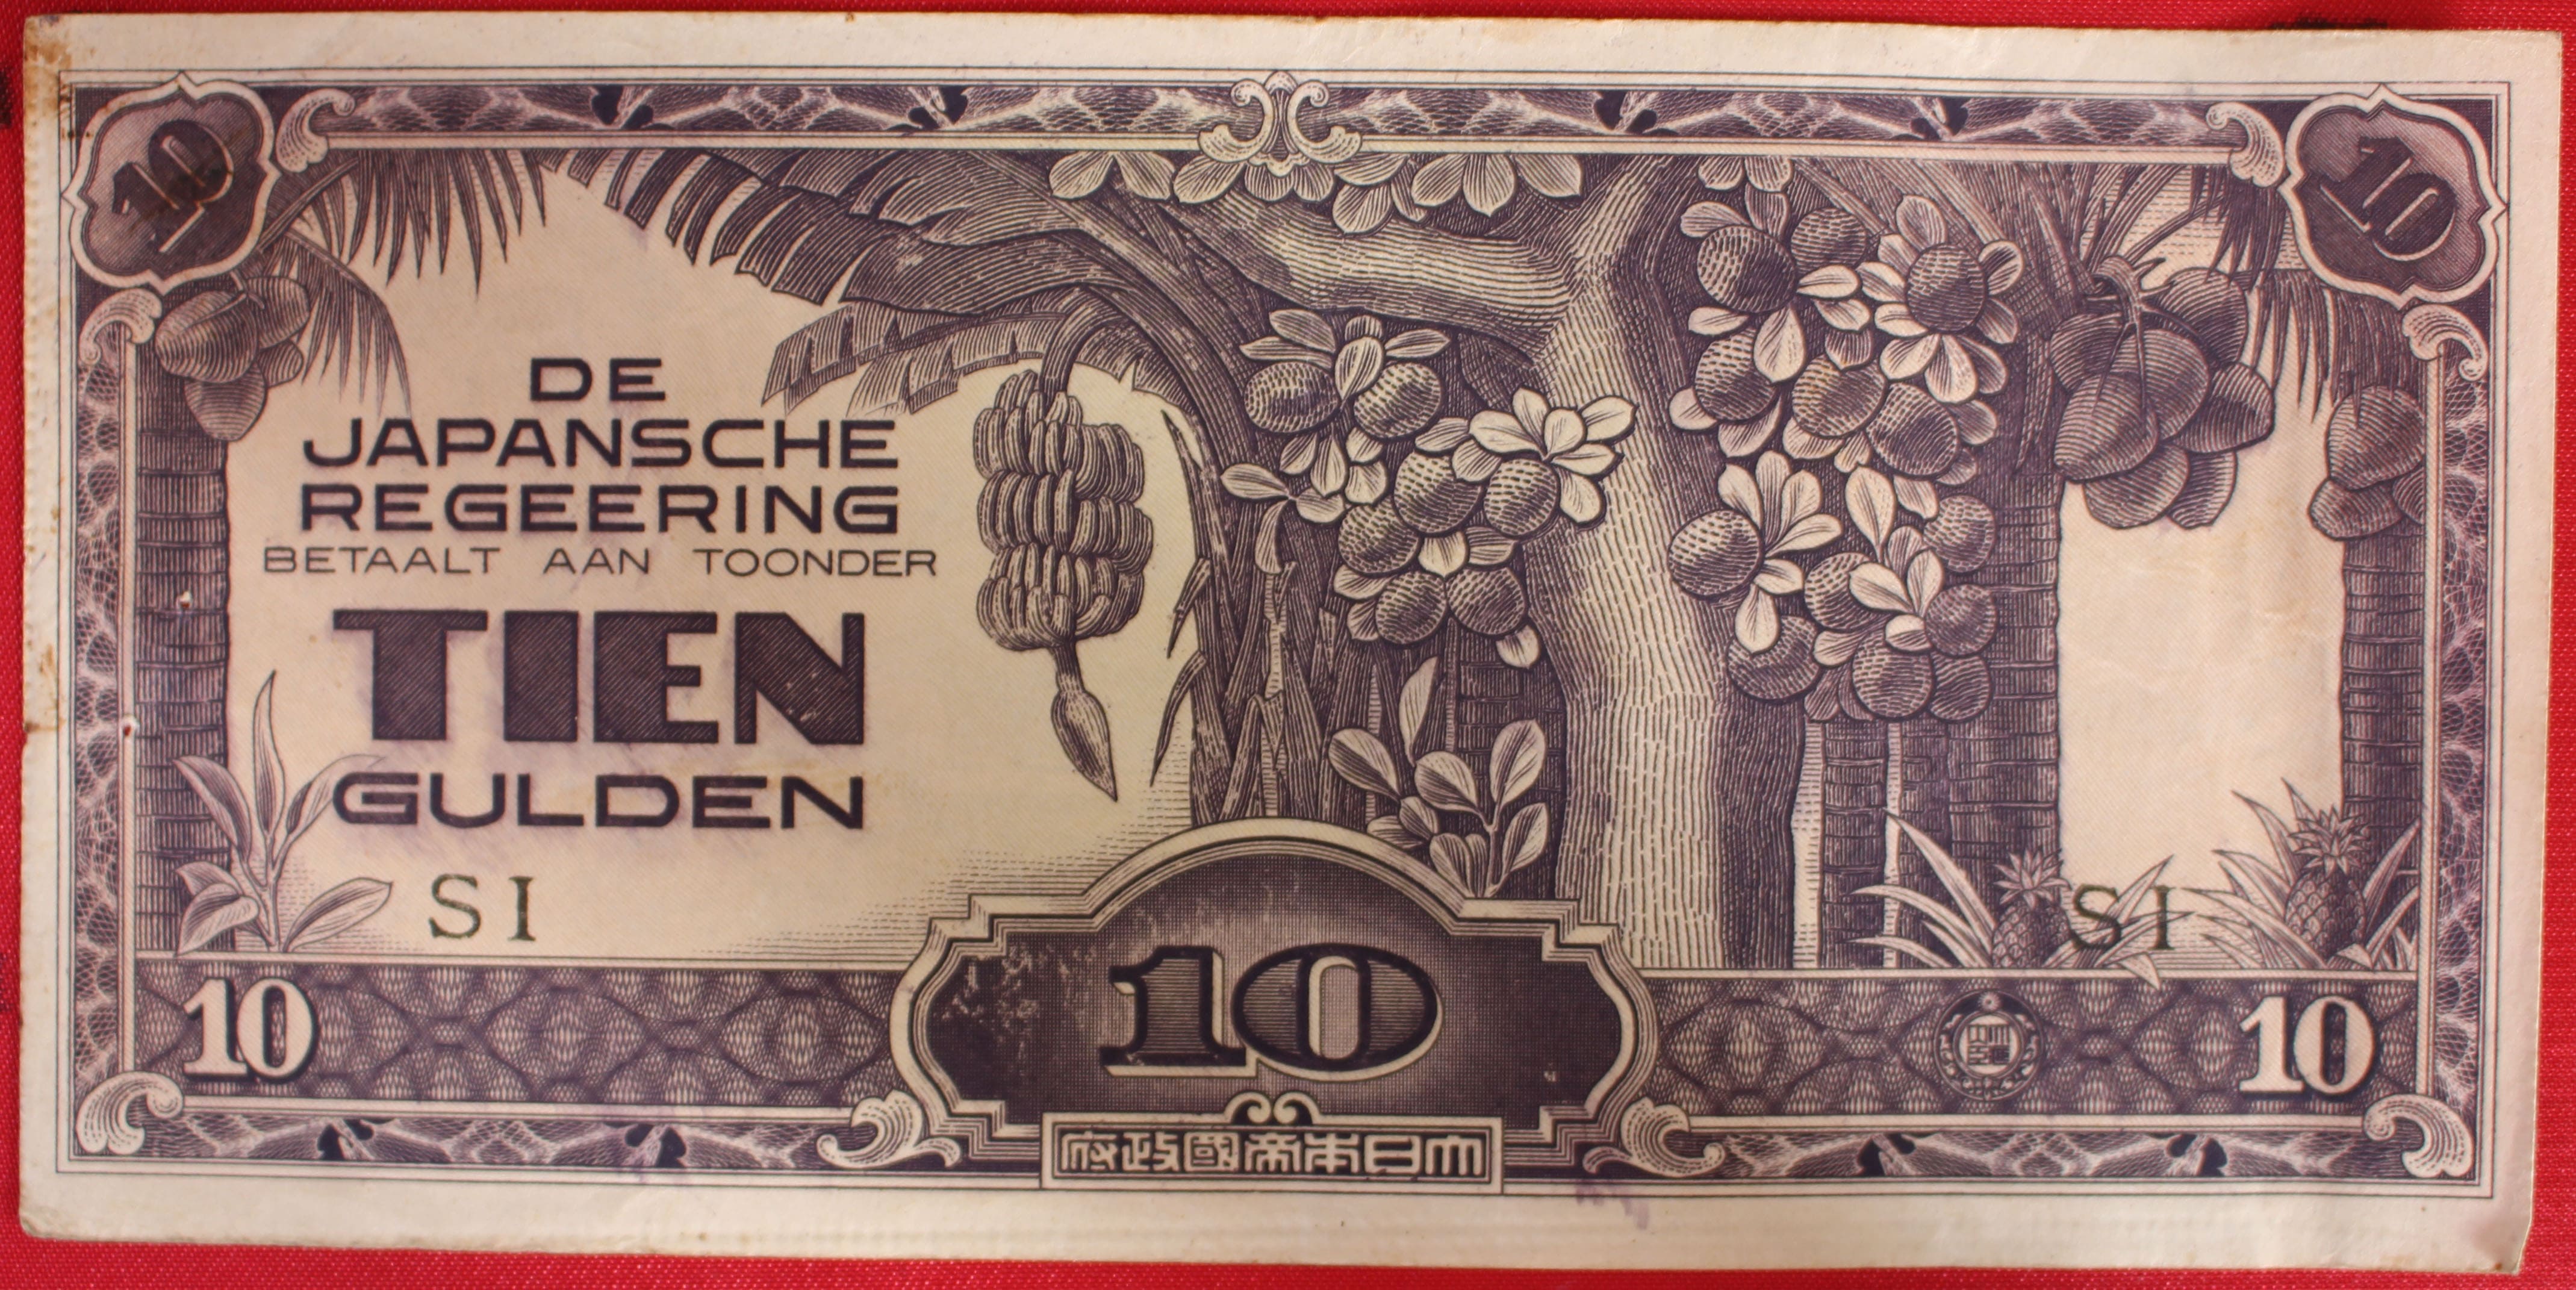 10
10
DE
JAPANSCHE
REGEERING
BETAALT AAN TOONDER
TIEN
GULDEN
SI
SI
10
10
10
府政國帝本日大